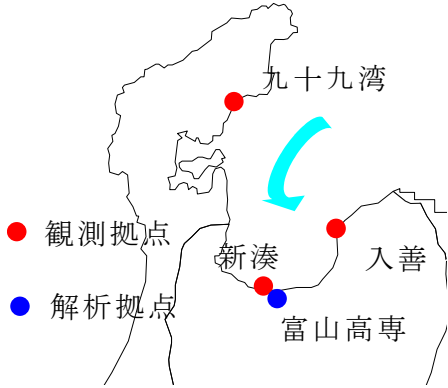 九十九湾
観測拠点
新湊
入善
解析拠点
富山高専